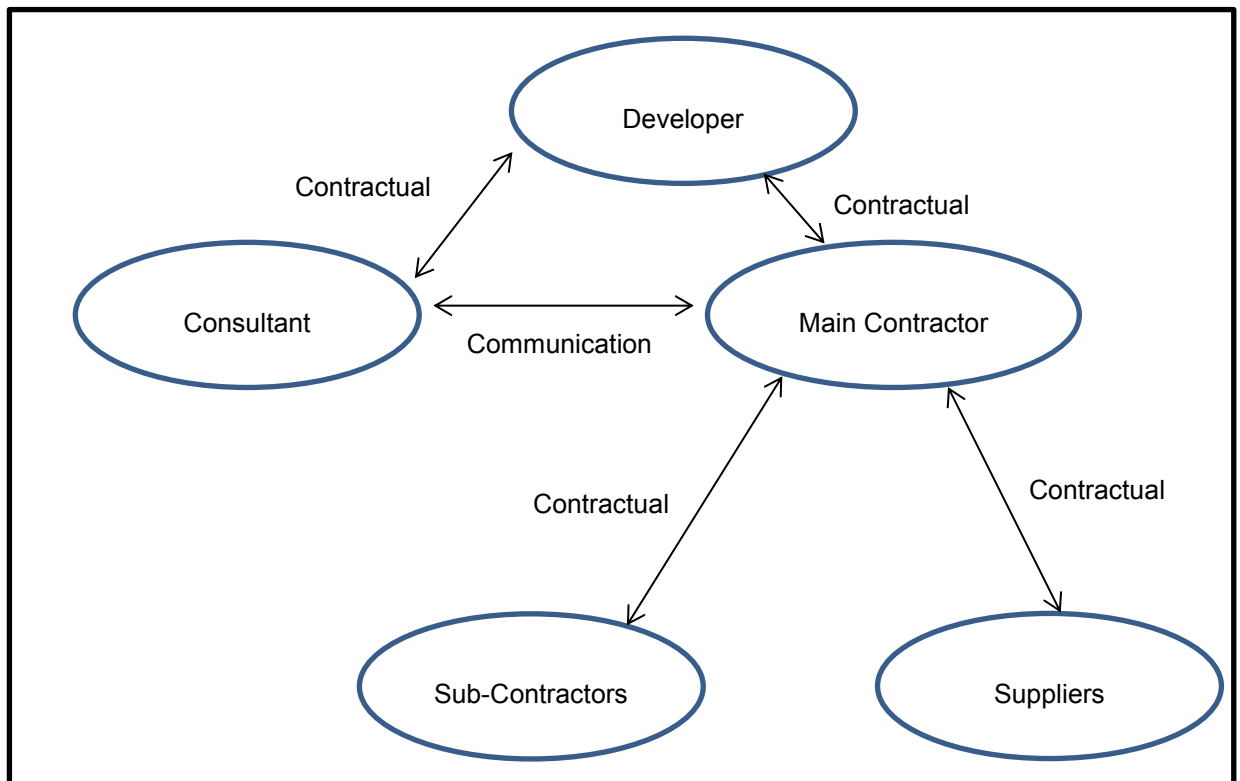 Developer
Contractual
Contractual
Consultant
Main Contractor
Communication
Contractual
Contractual
Sub-Contractors
Suppliers